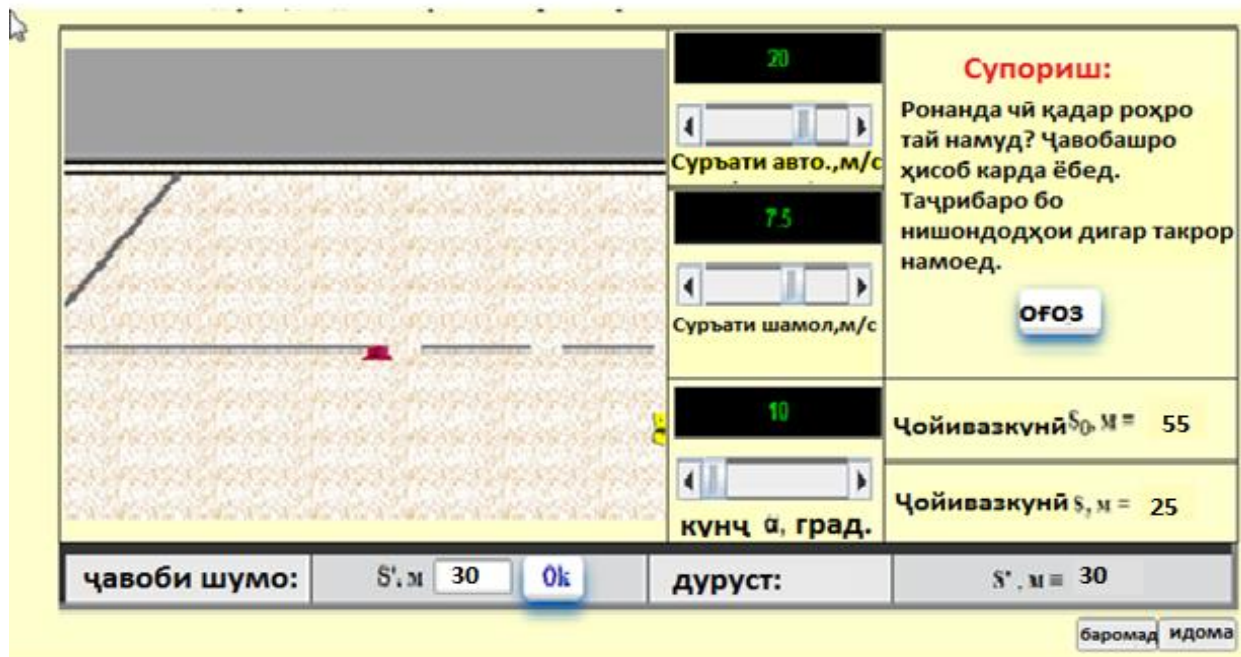 20
Суръати авто.,м/с
7.5
Суръати шамол,м/с
10
кунҷ α, град.
Супориш:
Ронанда чӣ қадар роҳро
тай намуд? Ҷавобашро
ҳисоб карда ёбед.
Таҷрибаро бо
нишондодҳои дигар такрор
намоед.
ОҒОЗ
Ҷойивазкунӣ S₀, м = 55
Ҷойивазкунӣ s, м = 25
ҷавоби шумо: S', м 30 Ok дуруст: S', м = 30
баромад идома